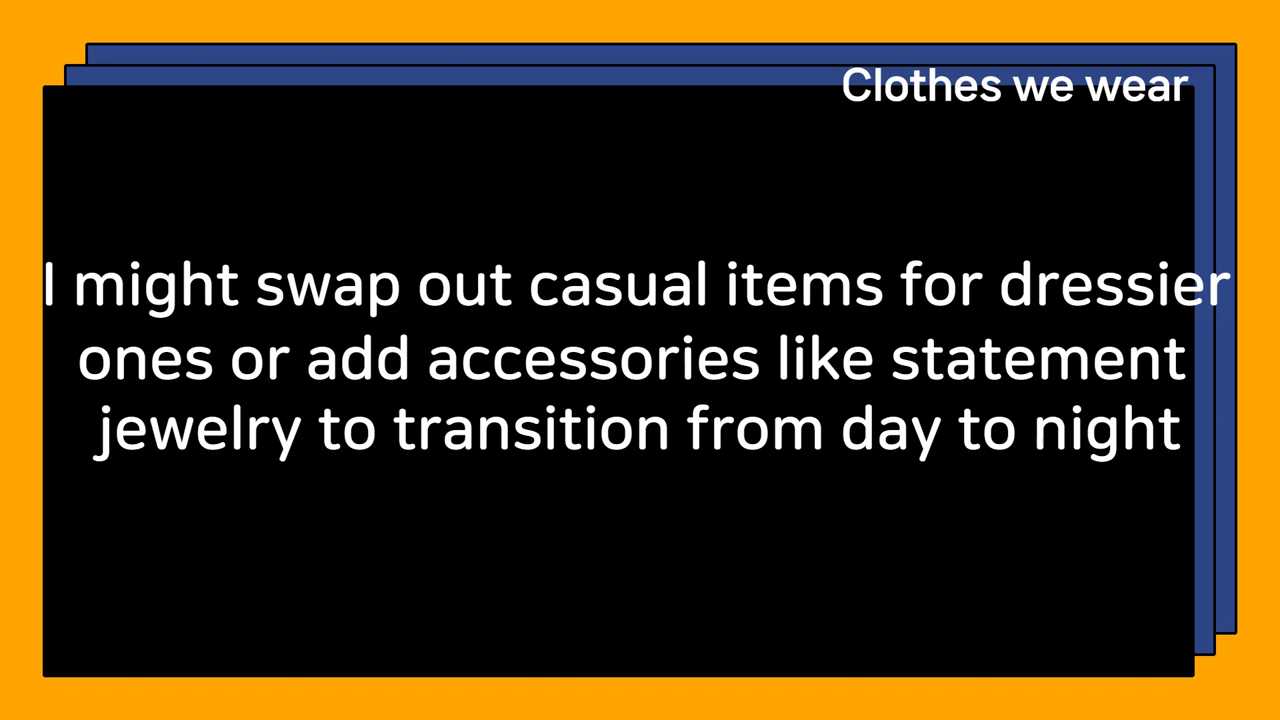 Clothes we wear
I might swap out casual items for dressier
ones or add accessories like statement
jewelry to transition from day to night